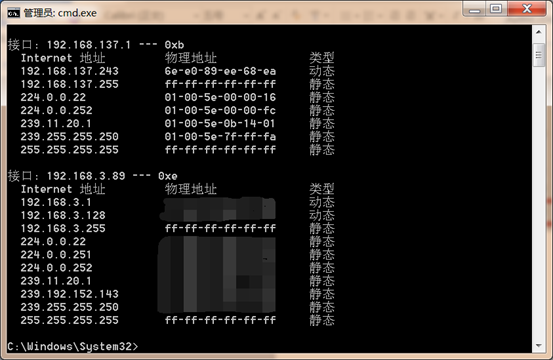 管理员: cmd.exe
接口: 192.168.137.1 --- 0xb
Internet 地址 物理地址 类型
192.168.137.243 6e-e0-89-ee-68-ea 动态
192.168.137.255 ff-ff-ff-ff-ff-ff 静态
224.0.0.22 01-00-5e-00-00-16 静态
224.0.0.252 01-00-5e-00-00-fc 静态
239.11.20.1 01-00-5e-0b-14-01 静态
239.255.255.250 01-00-5e-7f-ff-fa 静态
255.255.255.255 ff-ff-ff-ff-ff-ff 静态
接口: 192.168.3.89 --- 0xe
Internet 地址 物理地址 类型
192.168.3.1 动态
192.168.3.128 动态
192.168.3.255 ff-ff-ff-ff-ff-ff 静态
224.0.0.22 静态
224.0.0.251 静态
224.0.0.252 静态
239.11.20.1 静态
239.192.152.143 静态
239.255.255.250 静态
255.255.255.255 ff-ff-ff-ff-ff-ff 静态
C:\Windows\System32>